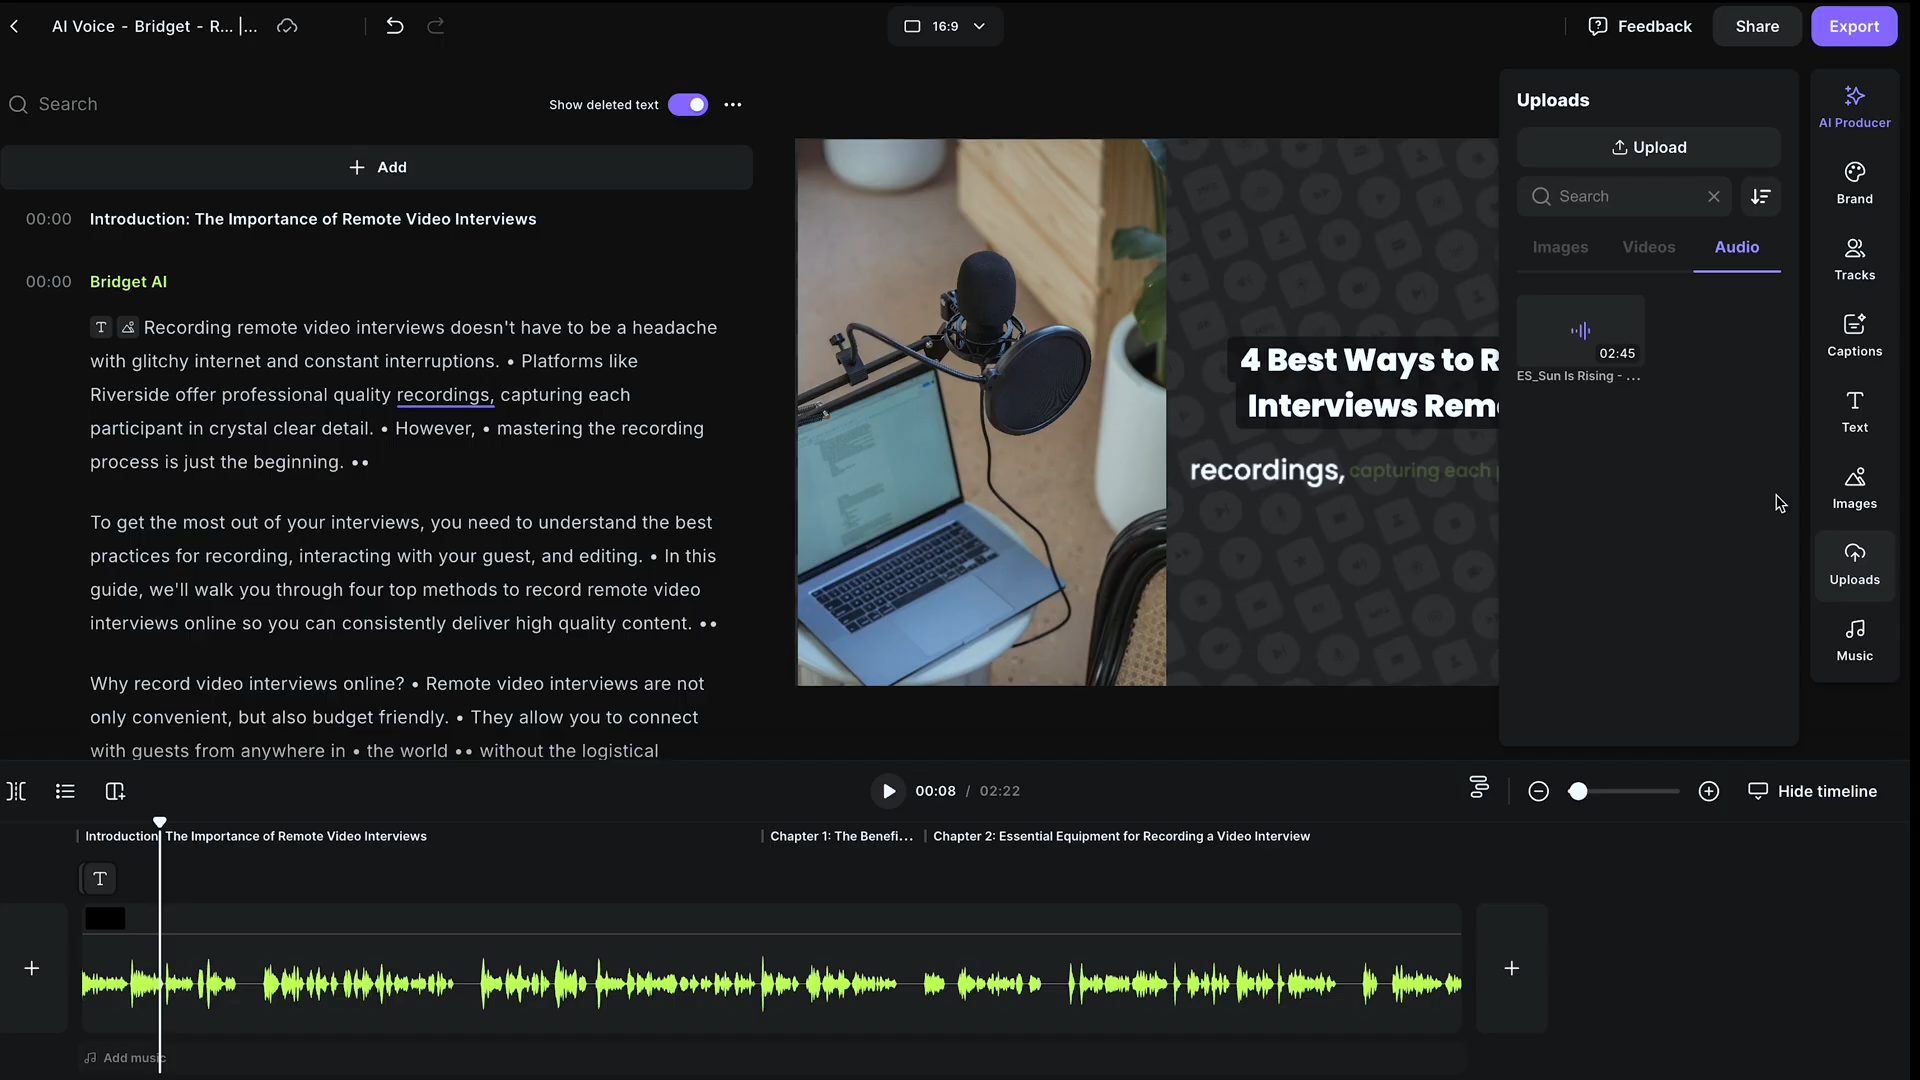 AI Voice - Bridget - R... |...
16:9
Feedback
Share
Export
Search
Show deleted text
Add
00:00 Introduction: The Importance of Remote Video Interviews
00:00 Bridget AI
Recording remote video interviews doesn't have to be a headache
with glitchy internet and constant interruptions. • Platforms like
Riverside offer professional quality recordings, capturing each
participant in crystal clear detail. • However, • mastering the recording
process is just the beginning. ••
To get the most out of your interviews, you need to understand the best
practices for recording, interacting with your guest, and editing. • In this
guide, we'll walk you through four top methods to record remote video
interviews online so you can consistently deliver high quality content. ••
Why record video interviews online? • Remote video interviews are not
only convenient, but also budget friendly. • They allow you to connect
with guests from anywhere in • the world •• without the logistical
4 Best Ways to R
Interviews Rem
recordings, capturing each
Uploads
Upload
Search
Images Videos Audio
02:45
ES_Sun Is Rising - ...
AI Producer
Brand
Tracks
Captions
Text
Images
Uploads
Music
00:08 / 02:22
Hide timeline
Introduction: The Importance of Remote Video Interviews
Chapter 1: The Benefi...
Chapter 2: Essential Equipment for Recording a Video Interview
T
Add music